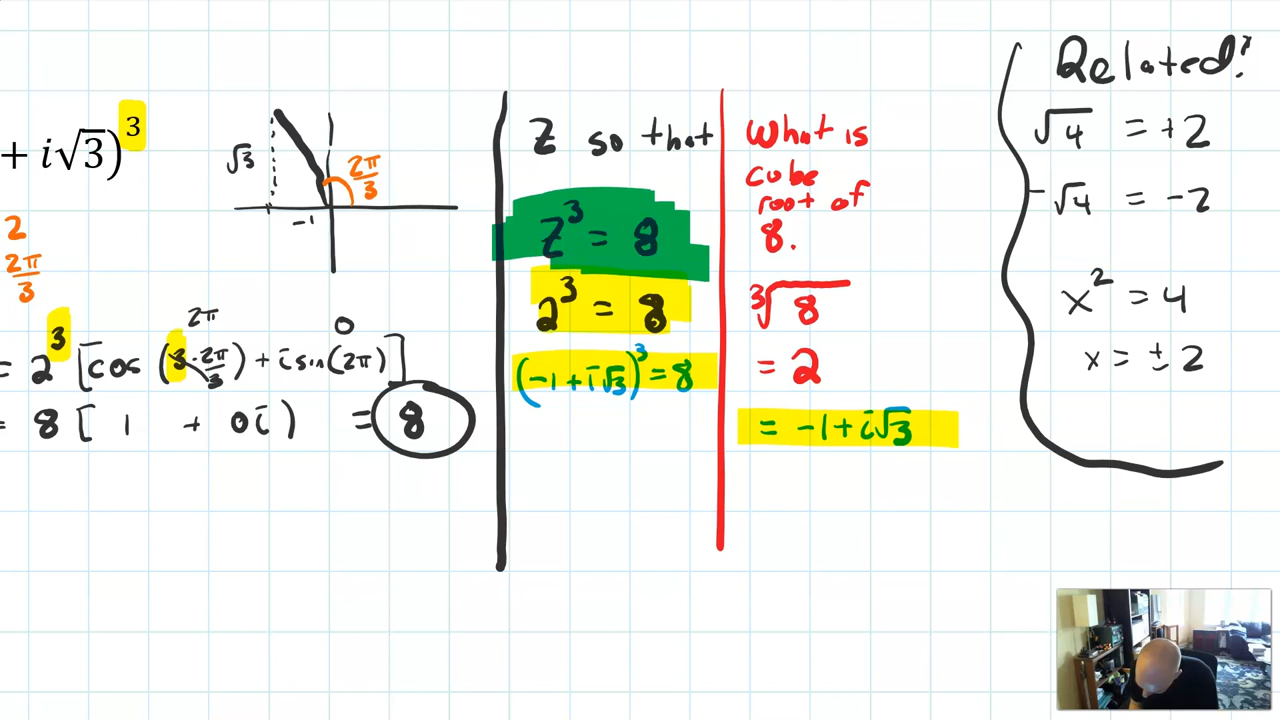 + i√3)³
√3
2π/3
-1
2
2π/3
2π
0
= 2³ [cos (3·2π/3) + i sin(2π)]
= 8 [ 1 + 0i ) = 8
Z so that
Z³ = 8
2³ = 8
(-1 + i√3)³ = 8
What is
cube
root of
8.
³√8
= 2
= -1 + i√3
Related?
√4 = +2
-√4 = -2
x² = 4
x = ± 2